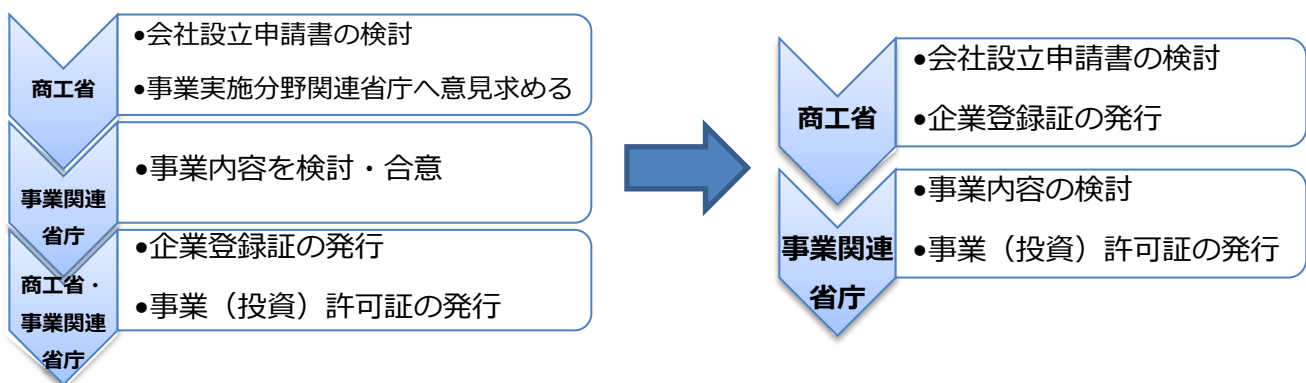 商工省
•会社設立申請書の検討
•事業実施分野関連省庁へ意見求める
事業関連
省庁
•事業内容を検討・合意
商工省・
事業関連
省庁
•企業登録証の発行
•事業（投資）許可証の発行
商工省
•会社設立申請書の検討
•企業登録証の発行
事業関連
省庁
•事業内容の検討
•事業（投資）許可証の発行